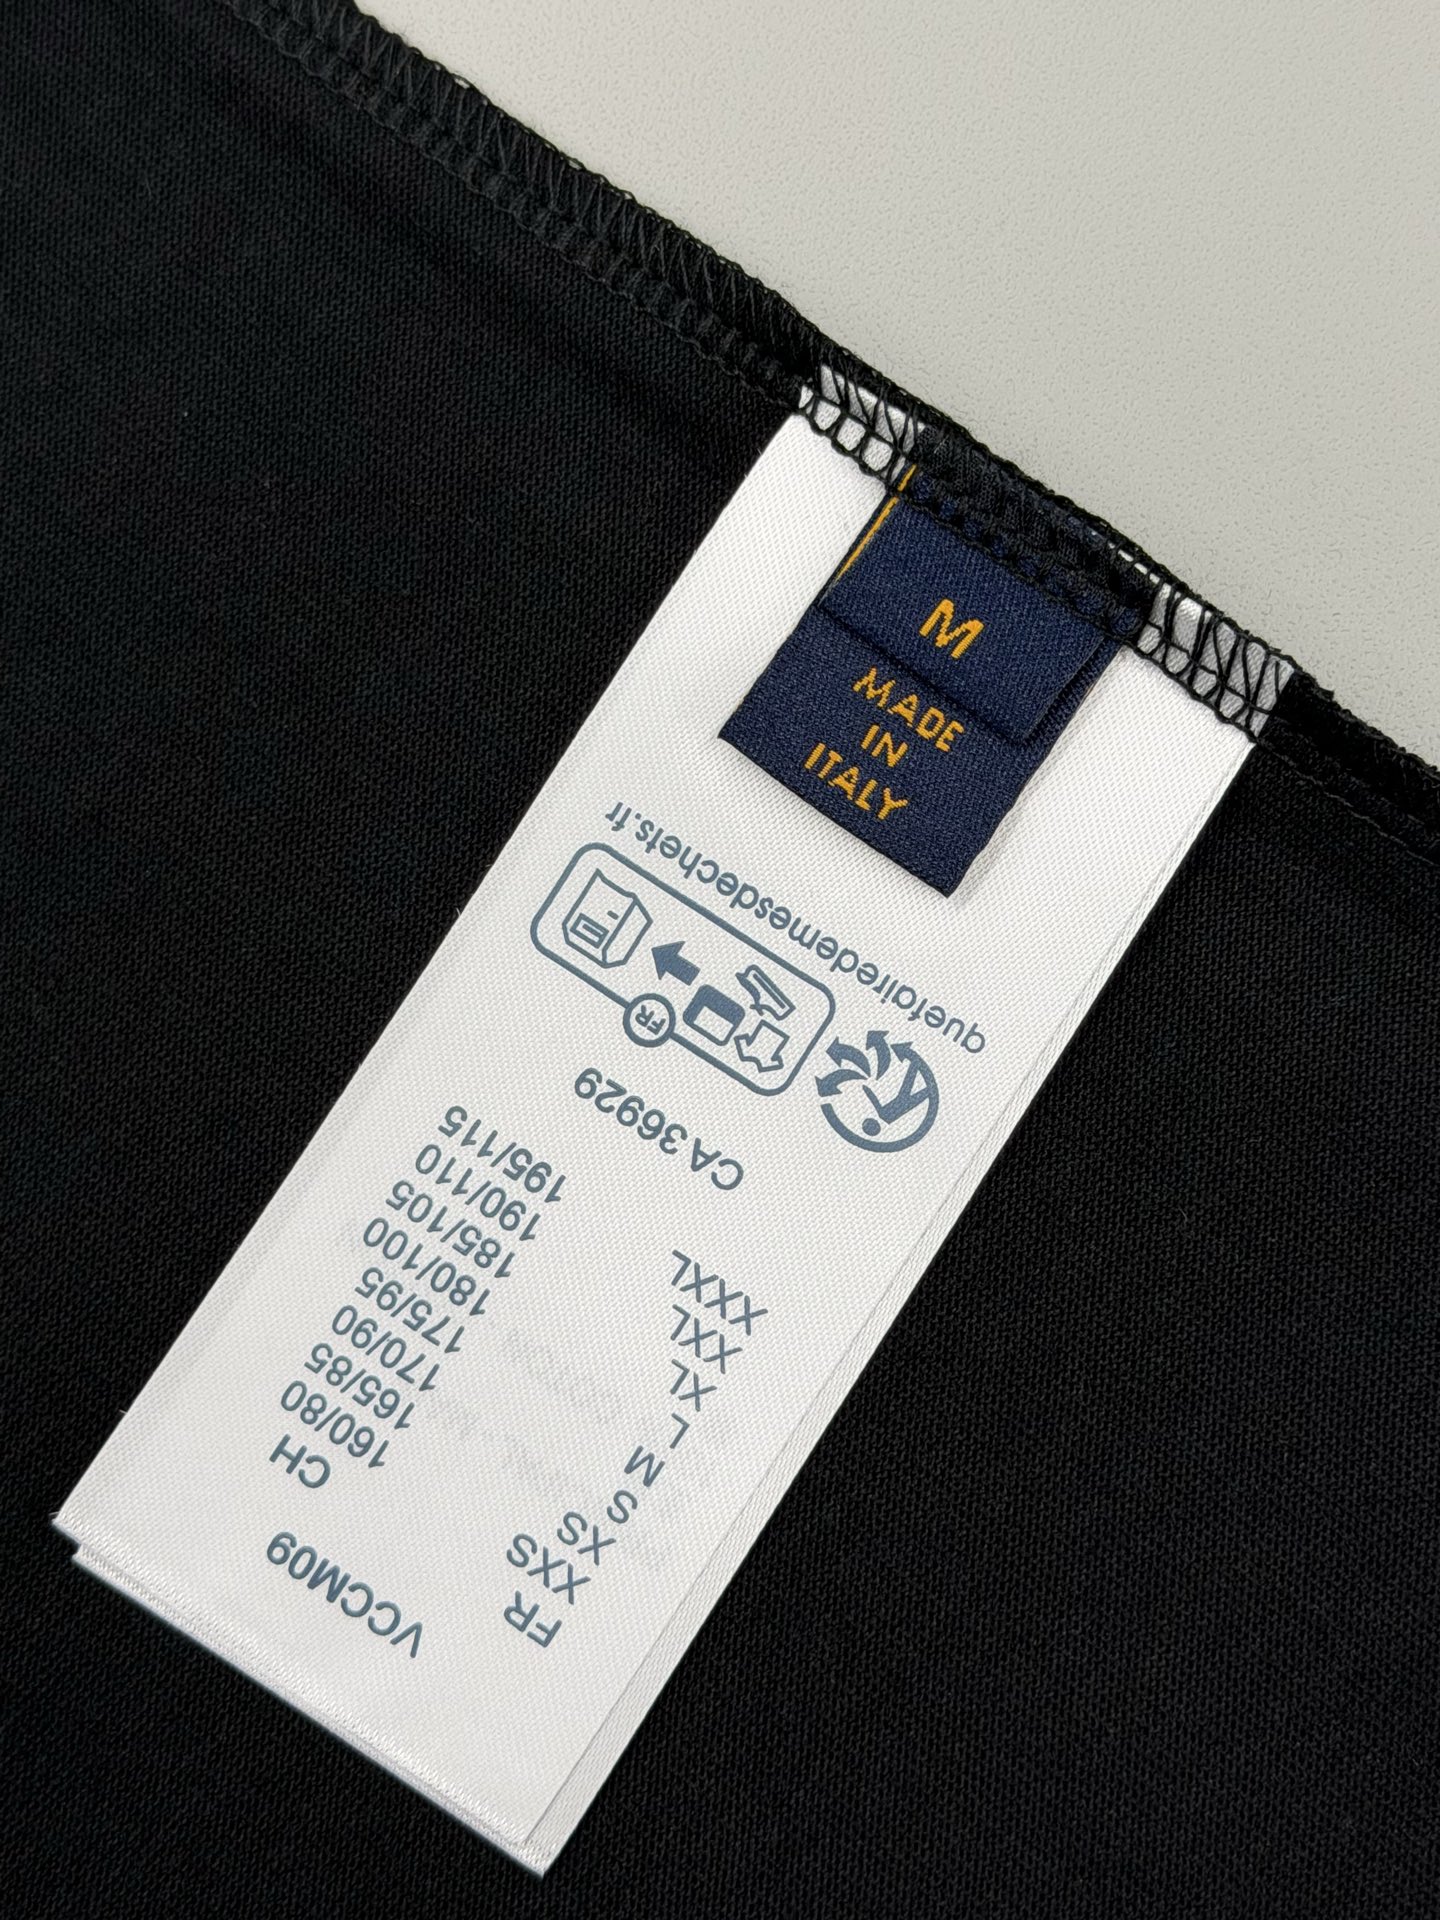 M
MADE
IN
ITALY
VCCM09
FR CH
XXS 160/80
XS 165/85
S 170/90
M 175/95
L 180/100
XL 185/105
XXL 190/110
XXXL 195/115
CA 36929
FR
quefairedemesdechets.fr